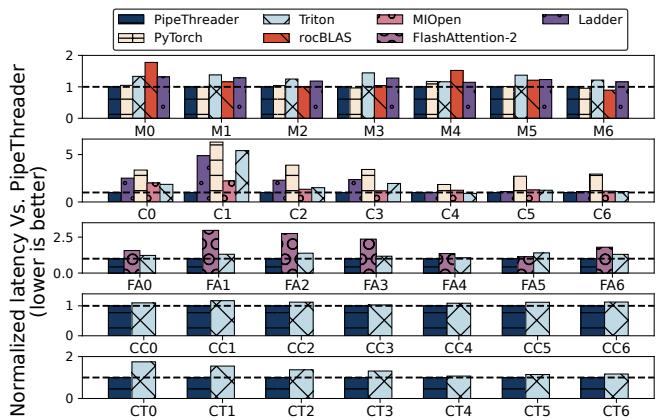 PipeThreader Triton MIOpen Ladder
PyTorch rocBLAS FlashAttention-2
Normalized latency Vs. PipeThreader
(lower is better)
2
1
0
M0 M1 M2 M3 M4 M5 M6
5
0
C0 C1 C2 C3 C4 C5 C6
2.5
0.0
FA0 FA1 FA2 FA3 FA4 FA5 FA6
1
0
CC0 CC1 CC2 CC3 CC4 CC5 CC6
2
1
0
CT0 CT1 CT2 CT3 CT4 CT5 CT6